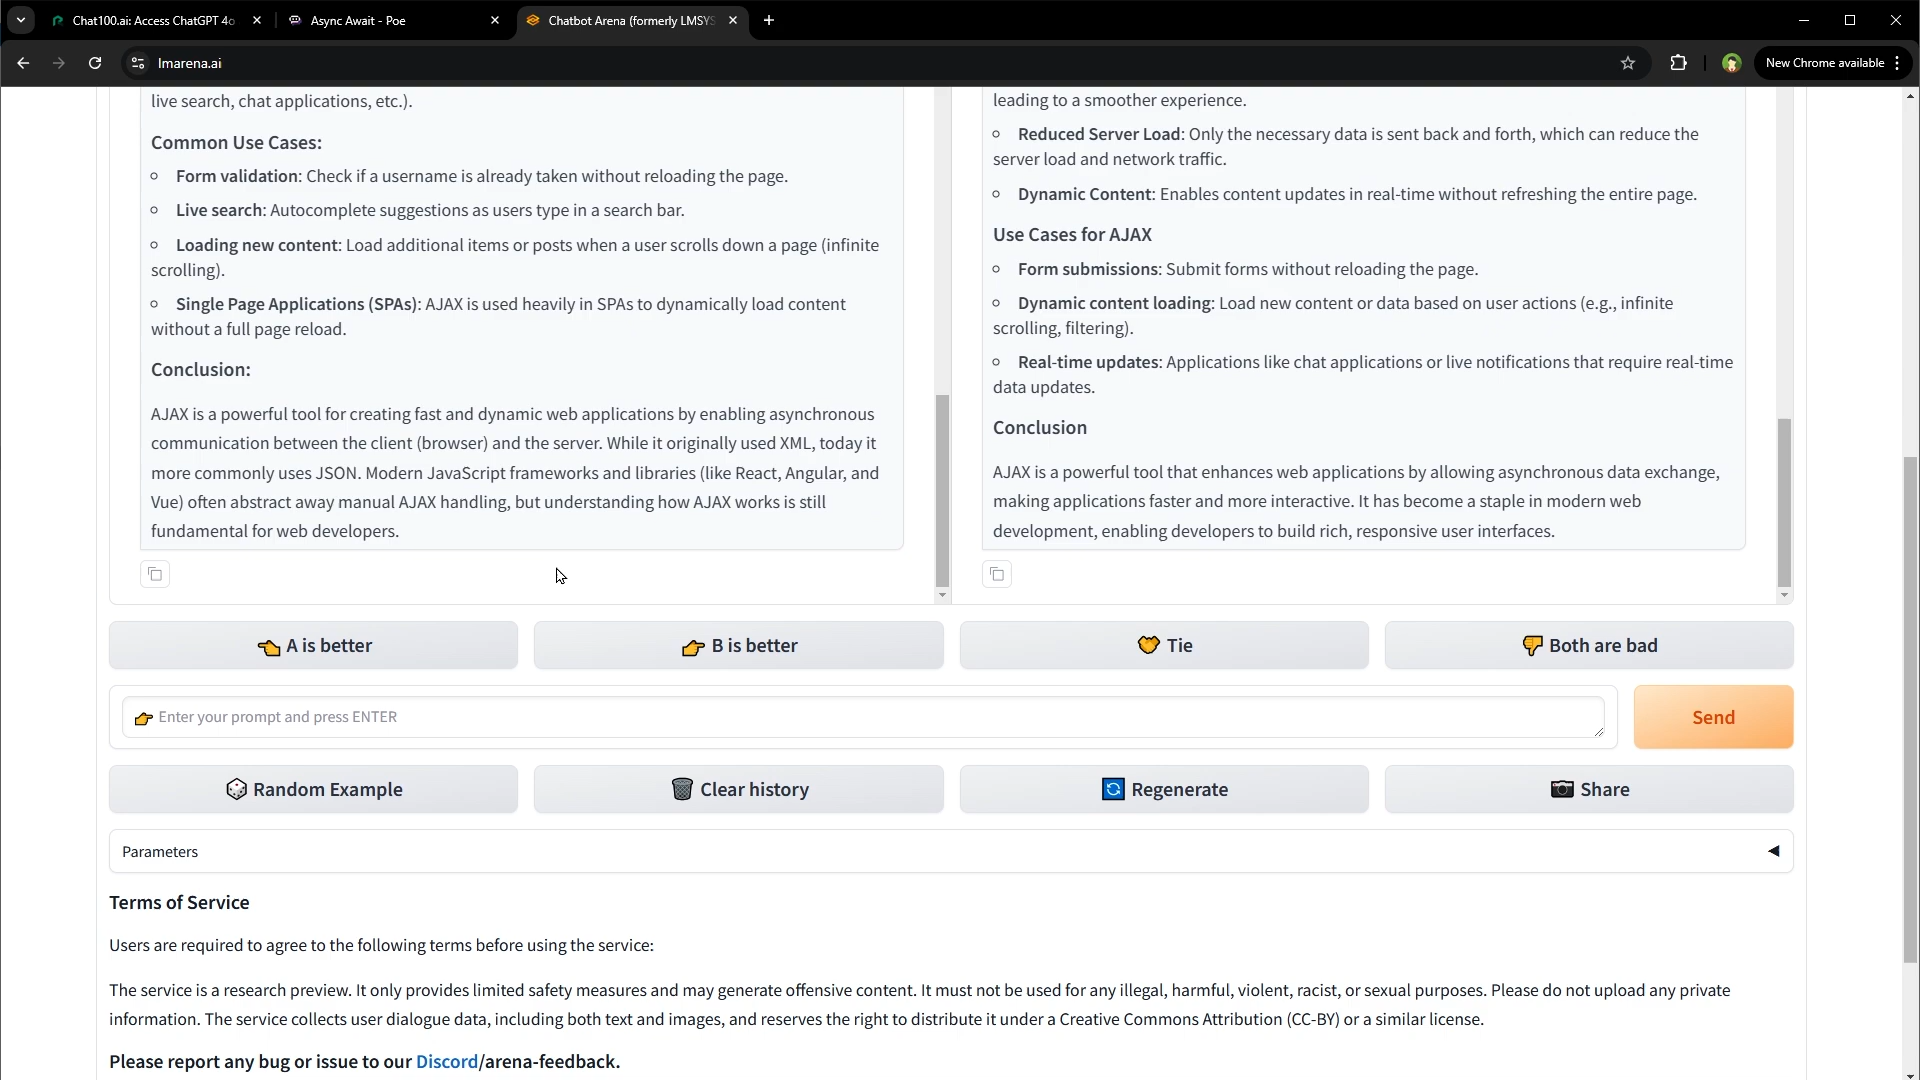 Chat100.ai: Access ChatGPT 4o
Async Await - Poe
Chatbot Arena (formerly LMSYS
lmarena.ai
New Chrome available
live search, chat applications, etc.).
Common Use Cases:
Form validation: Check if a username is already taken without reloading the page.
Live search: Autocomplete suggestions as users type in a search bar.
Loading new content: Load additional items or posts when a user scrolls down a page (infinite
scrolling).
Single Page Applications (SPAs): AJAX is used heavily in SPAs to dynamically load content
without a full page reload.
Conclusion:
AJAX is a powerful tool for creating fast and dynamic web applications by enabling asynchronous
communication between the client (browser) and the server. While it originally used XML, today it
more commonly uses JSON. Modern JavaScript frameworks and libraries (like React, Angular, and
Vue) often abstract away manual AJAX handling, but understanding how AJAX works is still
fundamental for web developers.
leading to a smoother experience.
Reduced Server Load: Only the necessary data is sent back and forth, which can reduce the
server load and network traffic.
Dynamic Content: Enables content updates in real-time without refreshing the entire page.
Use Cases for AJAX
Form submissions: Submit forms without reloading the page.
Dynamic content loading: Load new content or data based on user actions (e.g., infinite
scrolling, filtering).
Real-time updates: Applications like chat applications or live notifications that require real-time
data updates.
Conclusion
AJAX is a powerful tool that enhances web applications by allowing asynchronous data exchange,
making applications faster and more interactive. It has become a staple in modern web
development, enabling developers to build rich, responsive user interfaces.
👈 A is better
👉 B is better
🤝 Tie
👎 Both are bad
👉 Enter your prompt and press ENTER
Send
🎲 Random Example
🗑️ Clear history
🔄 Regenerate
📷 Share
Parameters
Terms of Service
Users are required to agree to the following terms before using the service:
The service is a research preview. It only provides limited safety measures and may generate offensive content. It must not be used for any illegal, harmful, violent, racist, or sexual purposes. Please do not upload any private
information. The service collects user dialogue data, including both text and images, and reserves the right to distribute it under a Creative Commons Attribution (CC-BY) or a similar license.
Please report any bug or issue to our Discord/arena-feedback.